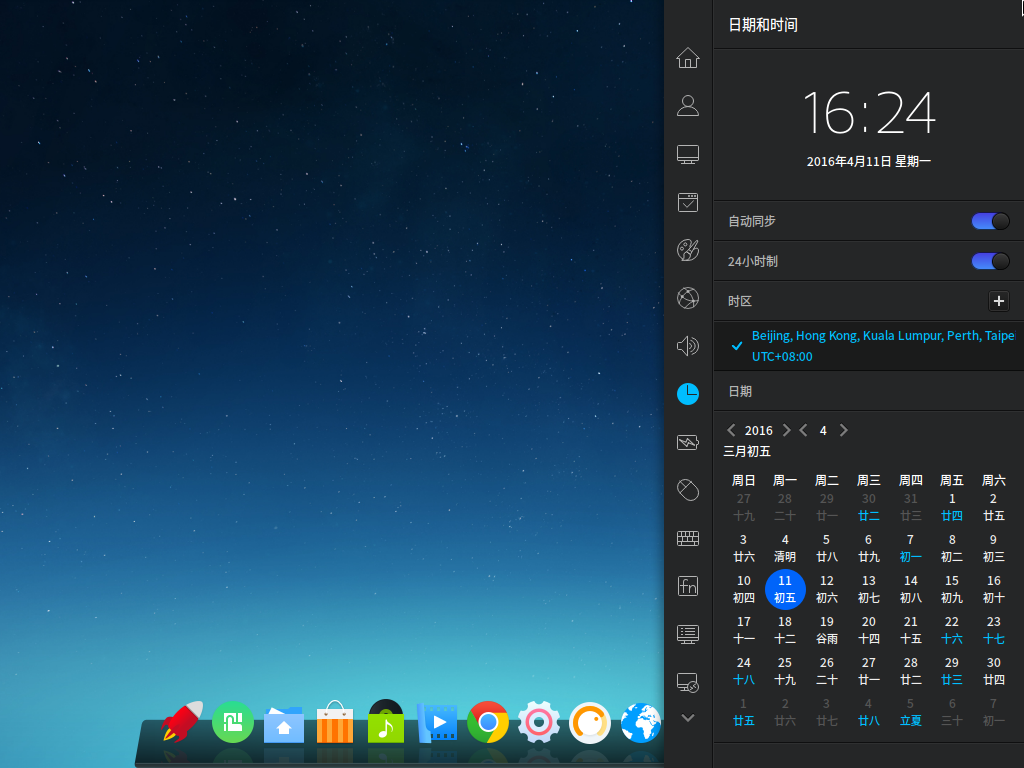 日期和时间
16:24
2016年4月11日 星期一
自动同步
24小时制
时区
Beijing, Hong Kong, Kuala Lumpur, Perth, Taipei
UTC+08:00
日期
2016 4
三月初五
周日 周一 周二 周三 周四 周五 周六
27 28 29 30 31 1 2
十九 二十 廿一 廿二 廿三 廿四 廿五
3 4 5 6 7 8 9
廿六 清明 廿八 廿九 初一 初二 初三
10 11 12 13 14 15 16
初四 初五 初六 初七 初八 初九 初十
17 18 19 20 21 22 23
十一 十二 谷雨 十四 十五 十六 十七
24 25 26 27 28 29 30
十八 十九 二十 廿一 廿二 廿三 廿四
1 2 3 4 5 6 7
廿五 廿六 廿七 廿八 立夏 三十 初一
fn